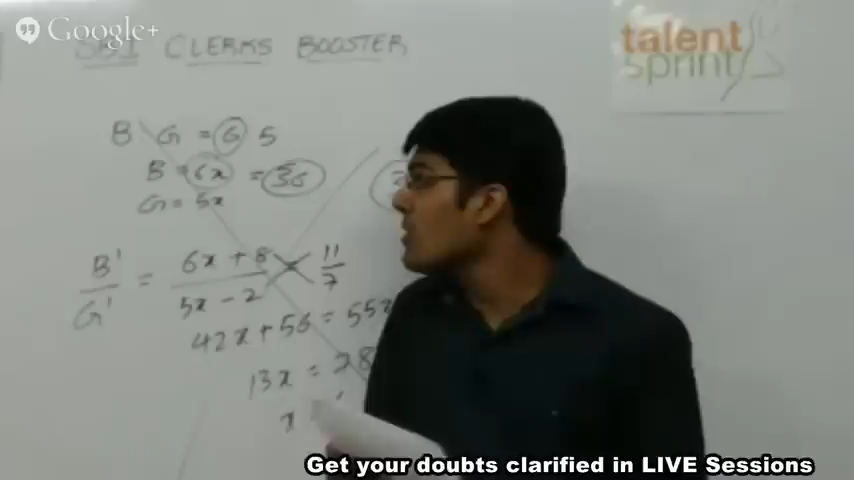 Google+
SBI CLERKS BOOSTER
talent
sprint
B G = 6 5
B = 6x = 36
G = 5x
B' / G' = 6x + 8 / 5x - 2 = 11 / 7
42x + 56 = 55x
13x =
x =
Get your doubts clarified in LIVE Sessions